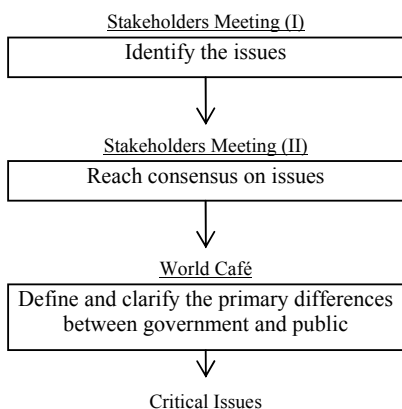 Stakeholders Meeting (I)
Identify the issues
Stakeholders Meeting (II)
Reach consensus on issues
World Café
Define and clarify the primary differences
between government and public
Critical Issues